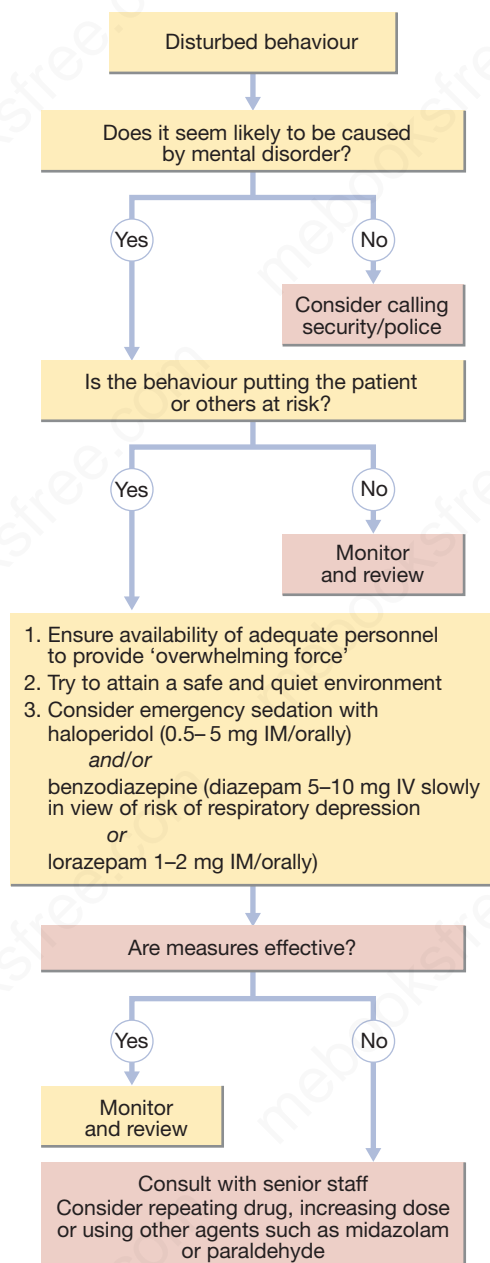 Disturbed behaviour
Does it seem likely to be caused
by mental disorder?
Yes
No
Consider calling
security/police
Is the behaviour putting the patient
or others at risk?
Yes
No
Monitor
and review
1. Ensure availability of adequate personnel
to provide ‘overwhelming force’
2. Try to attain a safe and quiet environment
3. Consider emergency sedation with
haloperidol (0.5– 5 mg IM/orally)
and/or
benzodiazepine (diazepam 5–10 mg IV slowly
in view of risk of respiratory depression
or
lorazepam 1–2 mg IM/orally)
Are measures effective?
Yes
No
Monitor
and review
Consult with senior staff
Consider repeating drug, increasing dose
or using other agents such as midazolam
or paraldehyde